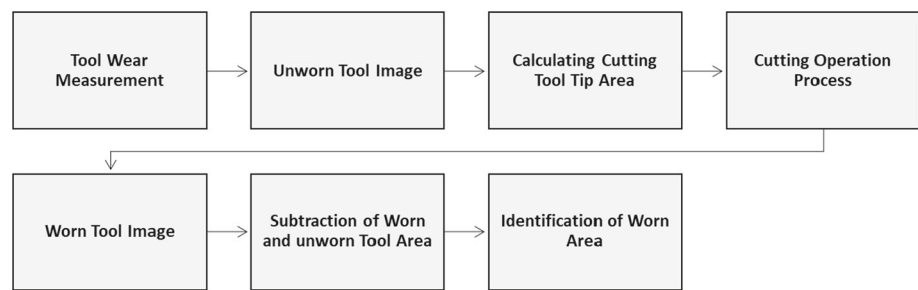 Tool Wear
Measurement
Unworn Tool Image
Calculating Cutting
Tool Tip Area
Cutting Operation
Process
Worn Tool Image
Subtraction of Worn
and unworn Tool Area
Identification of Worn
Area